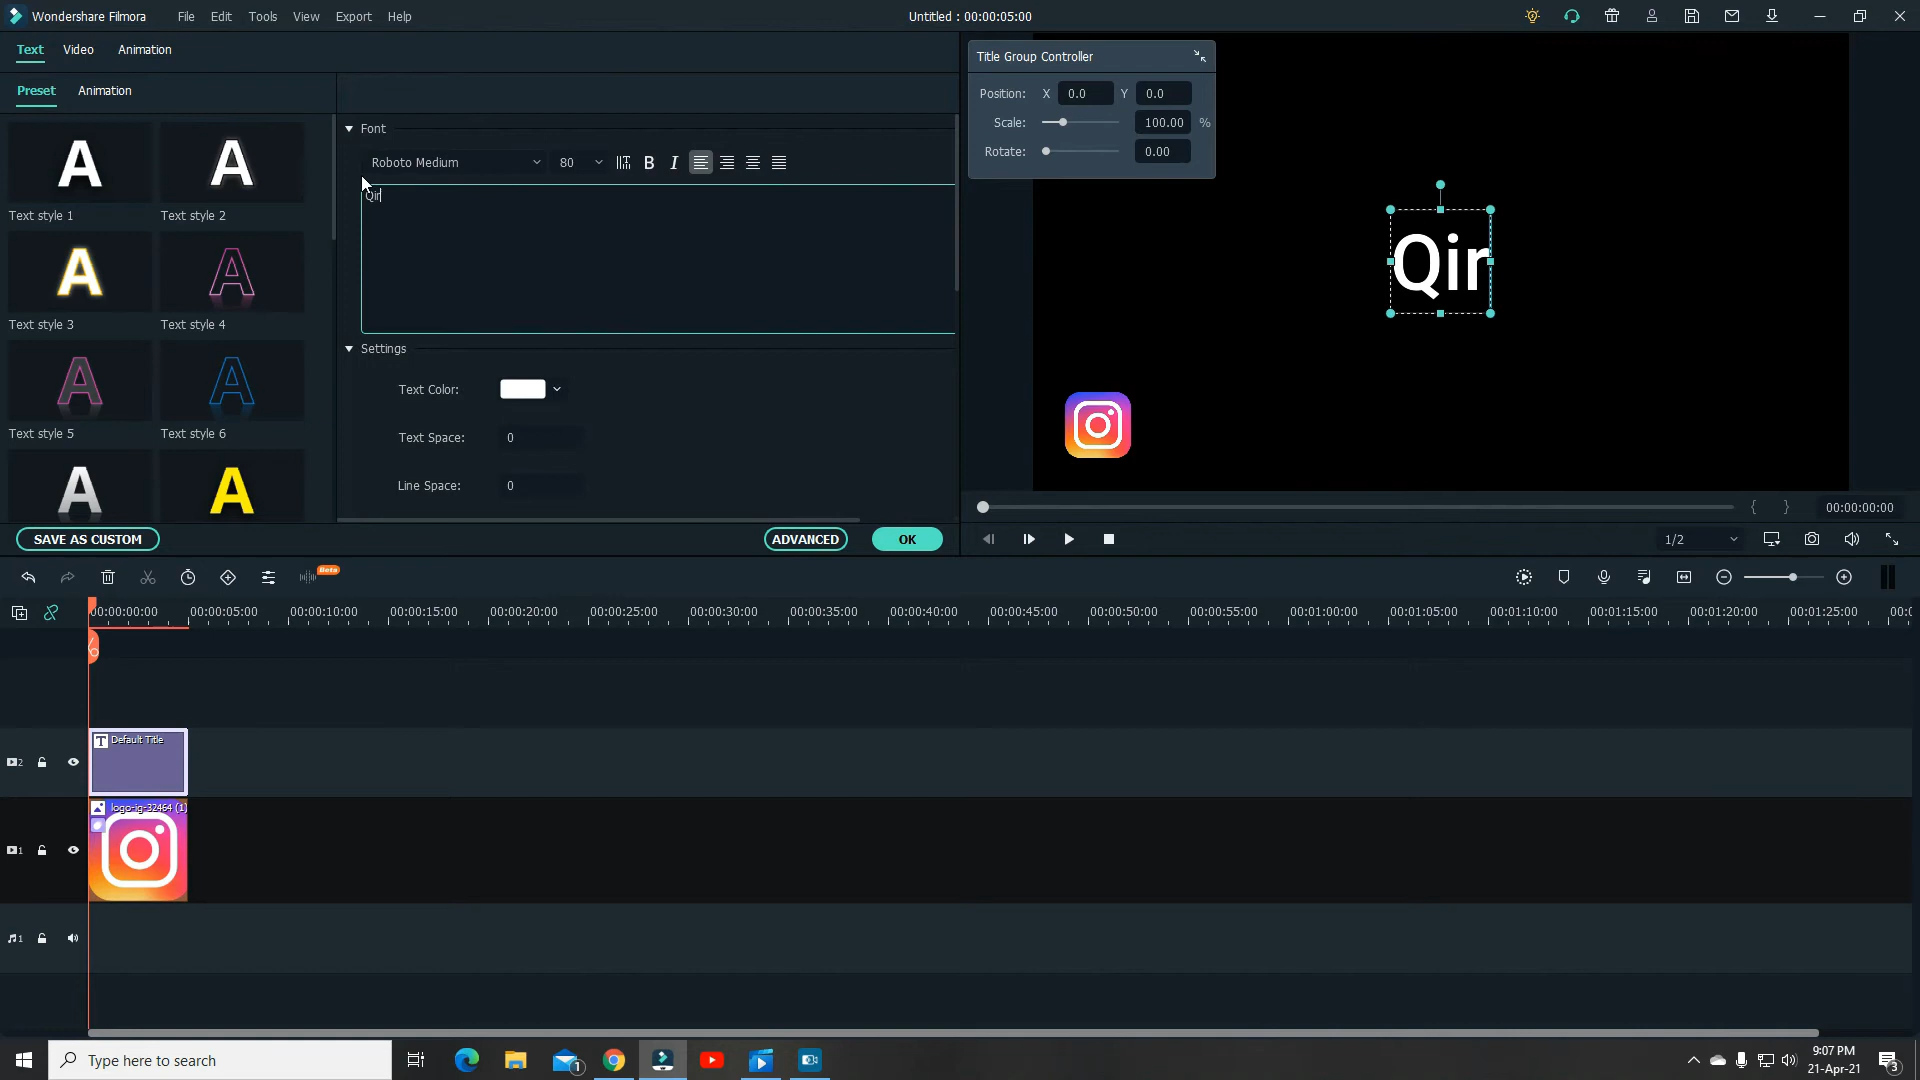 Wondershare Filmora File Edit Tools View Export Help Untitled : 00:00:05:00
Text Video Animation
Preset Animation
A A
Text style 1 Text style 2
A A
Text style 3 Text style 4
A A
Text style 5 Text style 6
A A
Font
Roboto Medium 80 B I
Qir
Settings
Text Color:
Text Space: 0
Line Space: 0
SAVE AS CUSTOM ADVANCED OK
Title Group Controller
Position: X 0.0 Y 0.0
Scale: 100.00 %
Rotate: 0.00
Qir
{ } 00:00:00:00
1/2
Beta
00:00:00:00 00:00:05:00 00:00:10:00 00:00:15:00 00:00:20:00 00:00:25:00 00:00:30:00 00:00:35:00 00:00:40:00 00:00:45:00 00:00:50:00 00:00:55:00 00:01:00:00 00:01:05:00 00:01:10:00 00:01:15:00 00:01:20:00 00:01:25:00
2 T Default Title
logo-ig-32464 (1)
1
1
Type here to search 1 9:07 PM
21-Apr-21 3